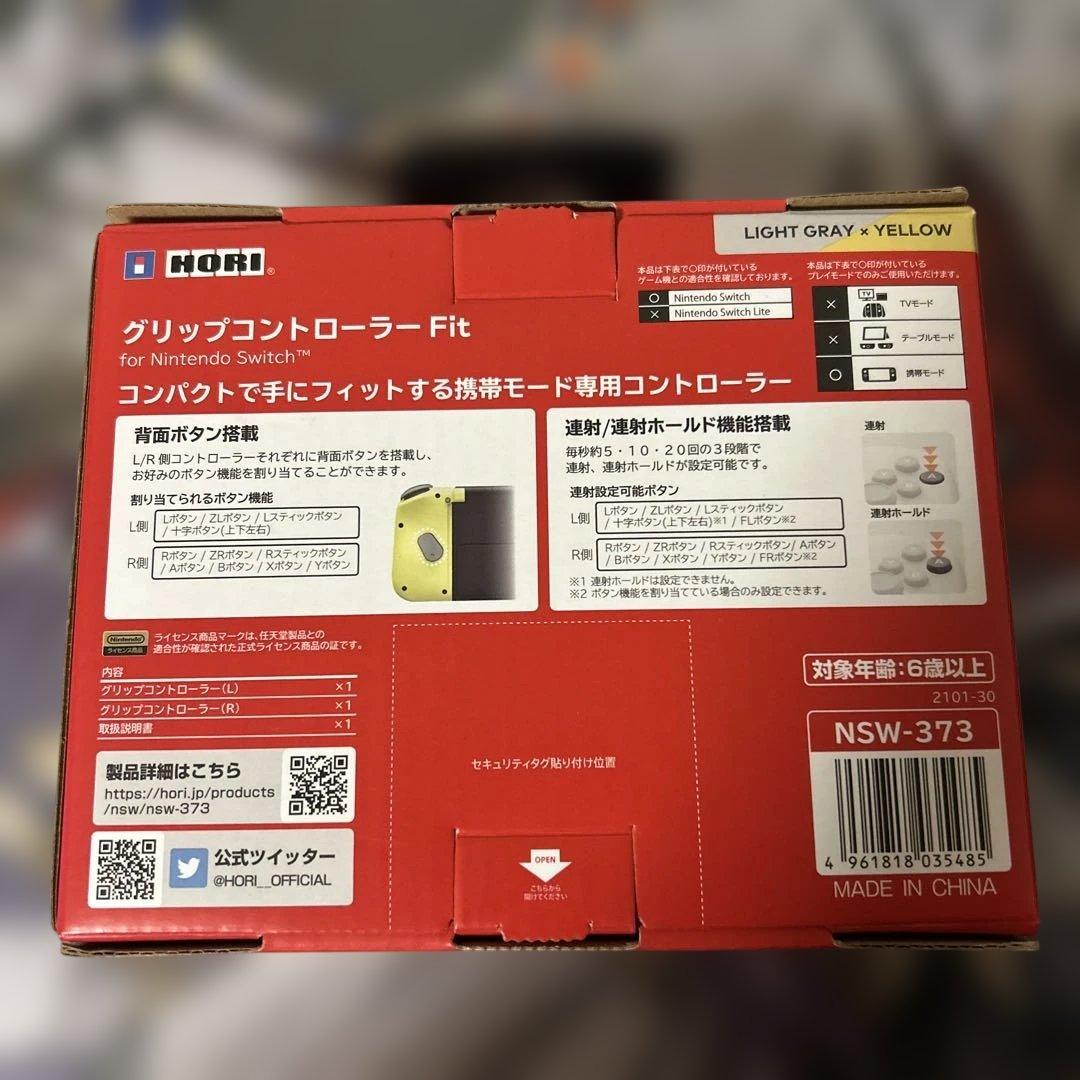 LIGHT GRAY × YELLOW
HORI®
本品は下表で〇印が付いている
ゲーム機との適合性を確認しております。
〇 Nintendo Switch
× Nintendo Switch Lite
本品は下表で〇印が付いている
プレイモードでのみご使用いただけます。
× TV TVモード
× テーブルモード
〇 携帯モード
グリップコントローラー Fit
for Nintendo Switch™
コンパクトで手にフィットする携帯モード専用コントローラー
背面ボタン搭載
L/R 側コントローラーそれぞれに背面ボタンを搭載し、
お好みのボタン機能を割り当てることができます。
割り当てられるボタン機能
L側
Lボタン / ZLボタン / Lスティックボタン
/ 十字ボタン(上下左右)
R側
Rボタン / ZRボタン / Rスティックボタン
/ Aボタン / Bボタン / Xボタン / Yボタン
連射/連射ホールド機能搭載
毎秒約5・10・20回の3段階で
連射、連射ホールドが設定可能です。
連射設定可能ボタン
L側
Lボタン / ZLボタン / Lスティックボタン
/ 十字ボタン(上下左右)※1 / FLボタン※2
R側
Rボタン / ZRボタン / Rスティックボタン/ Aボタン
/ Bボタン / Xボタン / Yボタン / FRボタン※2
※1 連射ホールドは設定できません。
※2 ボタン機能を割り当てている場合のみ設定できます。
連射
A
連射ホールド
A
Nintendo
ライセンス商品
ライセンス商品マークは、任天堂製品との
適合性が確認された正式ライセンス商品の証です。
内容
グリップコントローラー(L) ×1
グリップコントローラー(R) ×1
取扱説明書 ×1
製品詳細はこちら
https://hori.jp/products
/nsw/nsw-373
公式ツイッター
@HORI__OFFICIAL
セキュリティタグ貼り付け位置
OPEN
こちらから
開けてください
対象年齢:6歳以上
2101-30
NSW-373
4 961818 035485
MADE IN CHINA